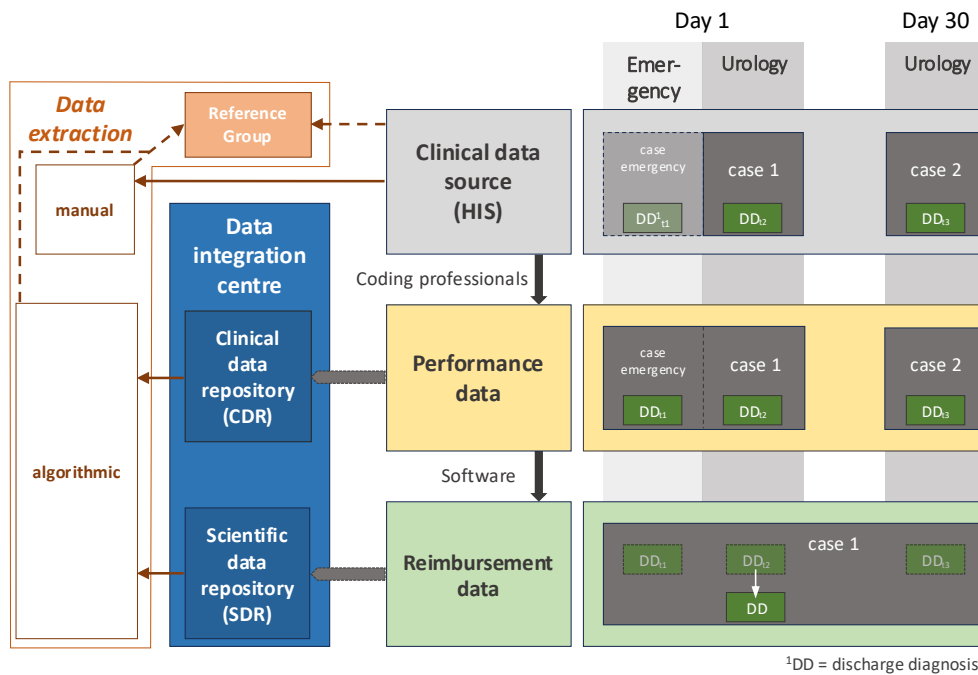 Day 1
Day 30
Emer-
gency
Urology
Urology
Data
extraction
Reference
Group
manual
algorithmic
Data
integration
centre
Clinical
data
repository
(CDR)
Scientific
data
repository
(SDR)
Clinical data
source
(HIS)
Coding professionals
Performance
data
Software
Reimbursement
data
case
emergency
case 1
case 2
DD¹t1
DDt2
DDt3
case
emergency
case 1
case 2
DDt1
DDt2
DDt3
case 1
DDt1
DDt2
DDt3
DD
¹DD = discharge diagnosis